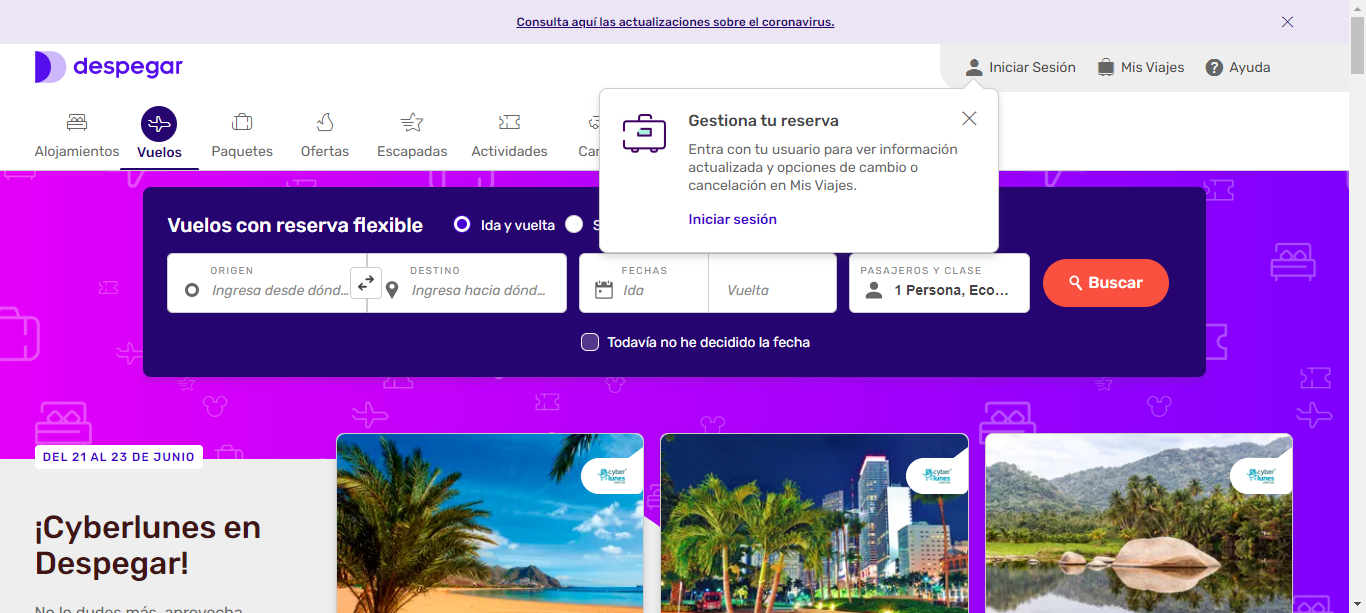 Consulta aquí las actualizaciones sobre el coronavirus.
despegar
Iniciar Sesión
Mis Viajes
Ayuda
Alojamientos
Vuelos
Paquetes
Ofertas
Escapadas
Actividades
Gestiona tu reserva
Entra con tu usuario para ver información
actualizada y opciones de cambio o
cancelación en Mis Viajes.
Iniciar sesión
Vuelos con reserva flexible
Ida y vuelta
ORIGEN
Ingresa desde dónd...
DESTINO
Ingresa hacia dónd...
FECHAS
Ida
Vuelta
PASAJEROS Y CLASE
1 Persona, Eco...
Buscar
Todavía no he decidido la fecha
DEL 21 AL 23 DE JUNIO
¡Cyberlunes en
Despegar!
No lo dudes más, aprovecha
cyber
lunes
cyber
lunes
cyber
lunes